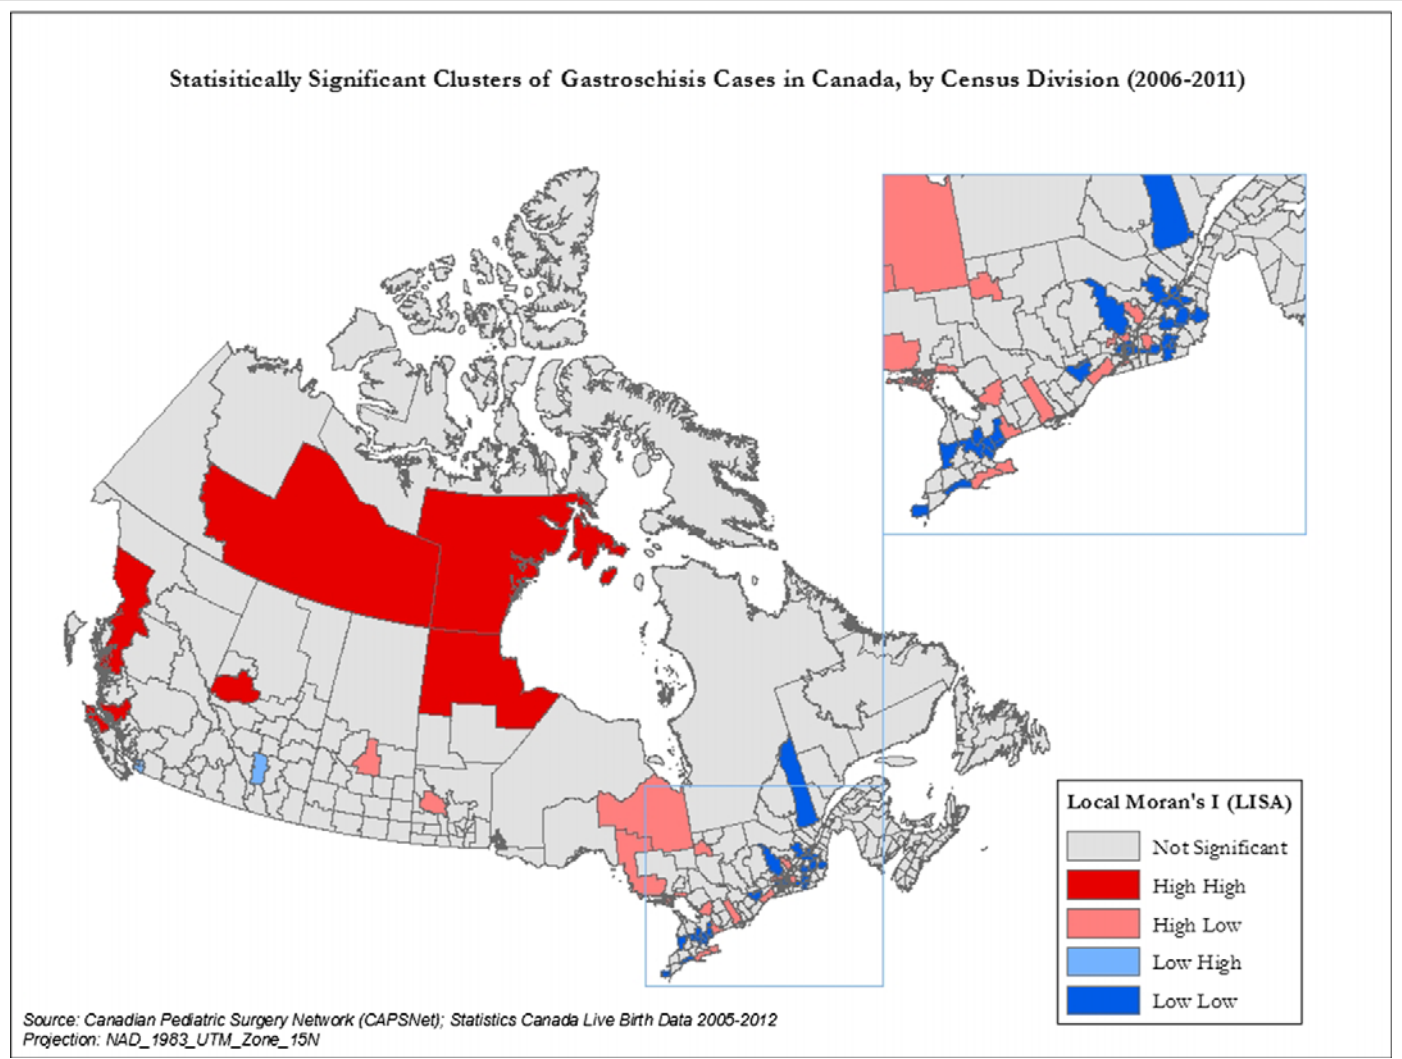 Statisitically Significant Clusters of Gastroschisis Cases in Canada, by Census Division (2006-2011)
Local Moran's I (LISA)
Not Significant
High High
High Low
Low High
Low Low
Source: Canadian Pediatric Surgery Network (CAPSNet); Statistics Canada Live Birth Data 2005-2012
Projection: NAD_1983_UTM_Zone_15N